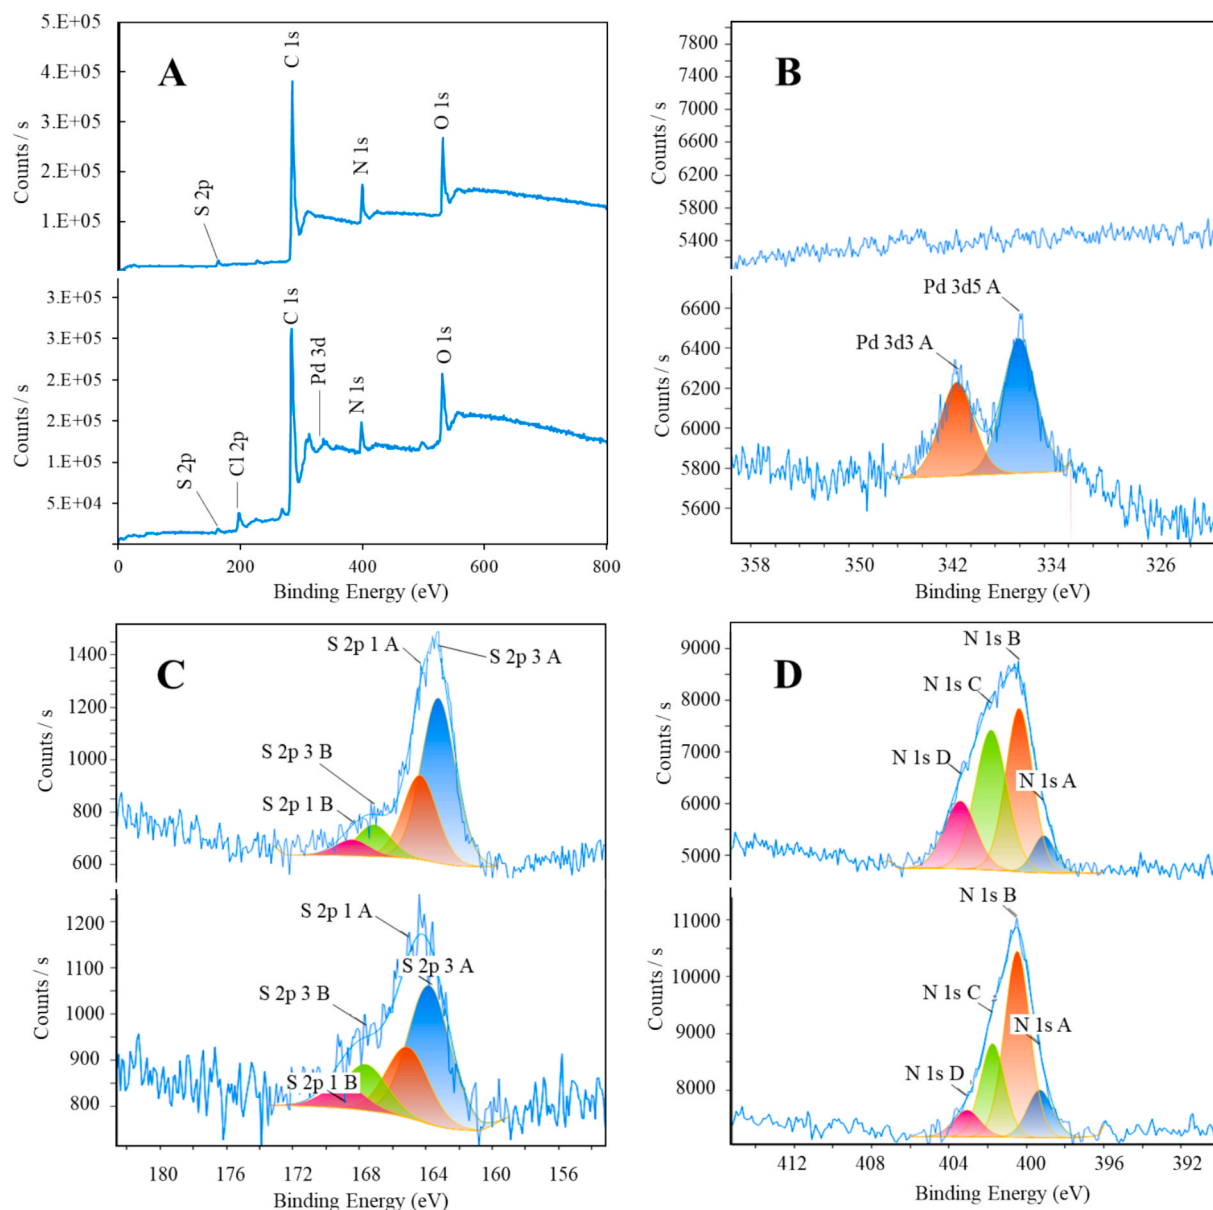 A
5.E+05
4.E+05
3.E+05
2.E+05
1.E+05
Counts / s
S 2p
C 1s
N 1s
O 1s
3.E+05
3.E+05
2.E+05
2.E+05
1.E+05
5.E+04
Counts / s
S 2p
Cl 2p
C 1s
Pd 3d
N 1s
O 1s
0
200
400
600
800
Binding Energy (eV)
B
7800
7400
7000
6600
6200
5800
5400
Counts / s
6600
6400
6200
6000
5800
5600
Counts / s
Pd 3d5 A
Pd 3d3 A
358
350
342
334
326
Binding Energy (eV)
C
1400
1200
1000
800
600
Counts / s
S 2p 1 A
S 2p 3 A
S 2p 3 B
S 2p 1 B
1200
1100
1000
900
800
Counts / s
S 2p 1 A
S 2p 3 A
S 2p 3 B
S 2p 1 B
180
176
172
168
164
160
156
Binding Energy (eV)
D
9000
8000
7000
6000
5000
Counts / s
N 1s B
N 1s C
N 1s D
N 1s A
11000
10000
9000
8000
Counts / s
N 1s B
N 1s C
N 1s A
N 1s D
412
408
404
400
396
392
Binding Energy (eV)